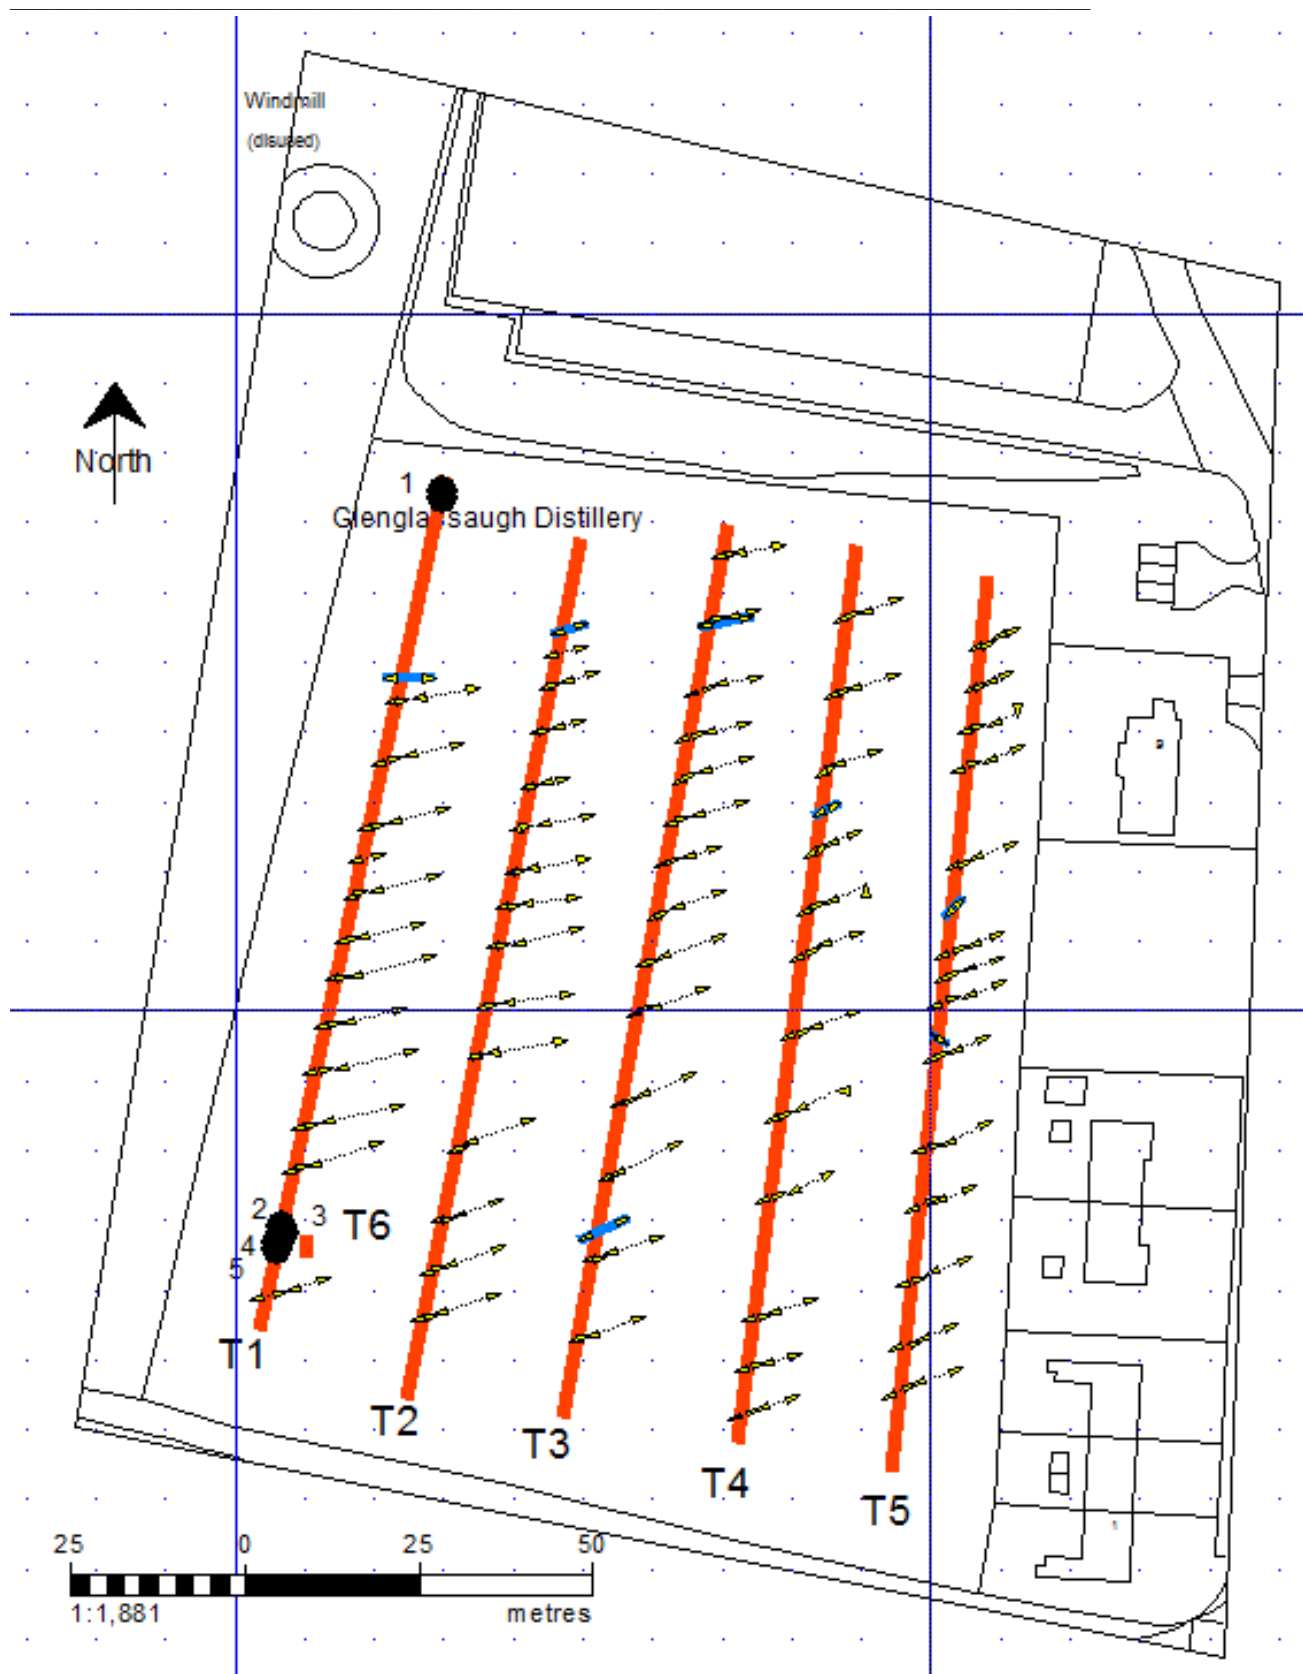 Windmill
(disused)
North
1
Glenglassaugh Distillery
2
3
T6
4
5
T1
T2
T3
T4
T5
25 0 25 50
1:1,881 metres